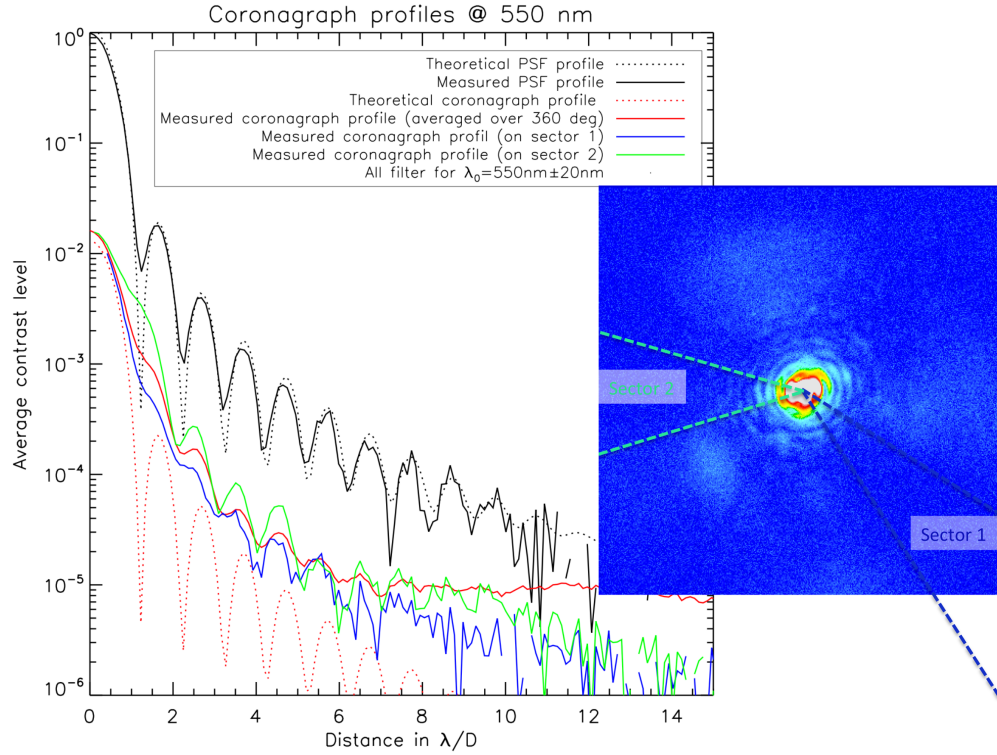 Coronagraph profiles @ 550 nm
Theoretical PSF profile
Measured PSF profile
Theoretical coronagraph profile
Measured coronagraph profile (averaged over 360 deg)
Measured coronagraph profil (on sector 1)
Measured coronagraph profile (on sector 2)
All filter for λ₀=550nm±20nm
Average contrast level
10⁰
10⁻¹
10⁻²
10⁻³
10⁻⁴
10⁻⁵
10⁻⁶
Sector 2
Sector 1
0 2 4 6 8 10 12 14
Distance in λ/D